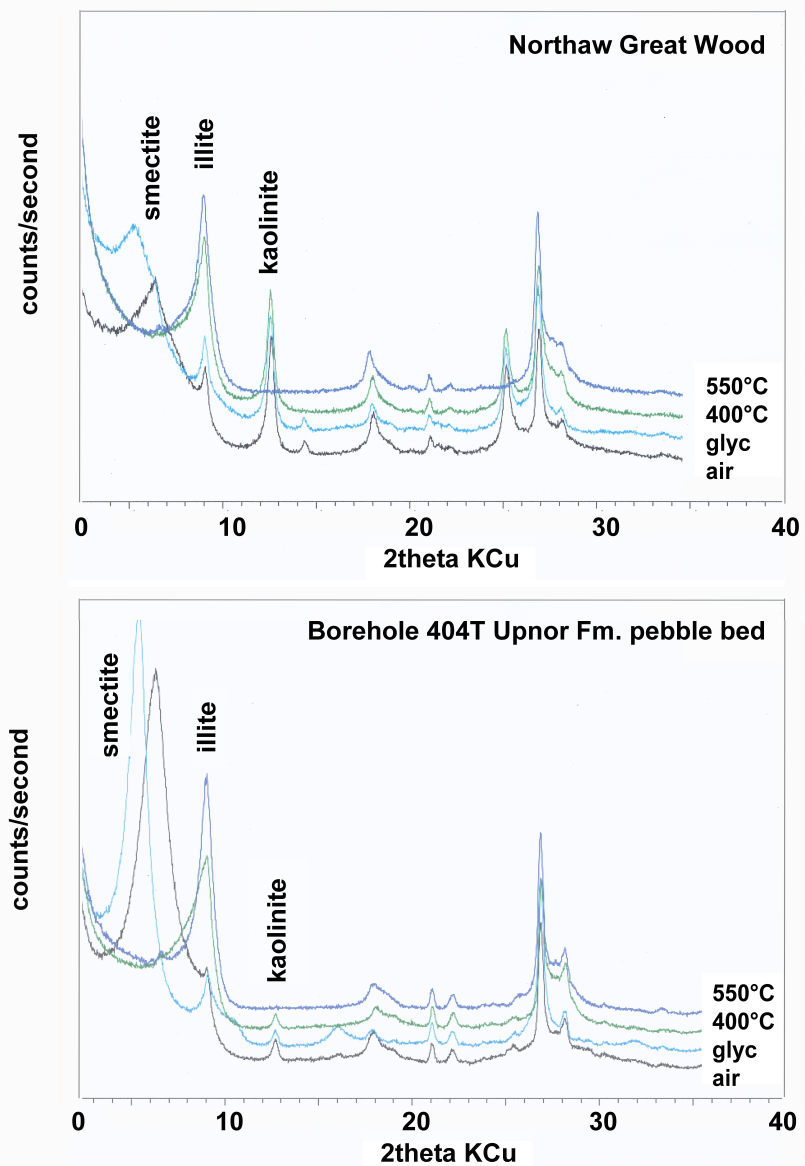 Northaw Great Wood
counts/second
smectite
illite
kaolinite
550°C
400°C
glyc
air
0 10 20 30 40
2theta KCu
Borehole 404T Upnor Fm. pebble bed
counts/second
smectite
illite
kaolinite
550°C
400°C
glyc
air
0 10 20 30 40
2theta KCu